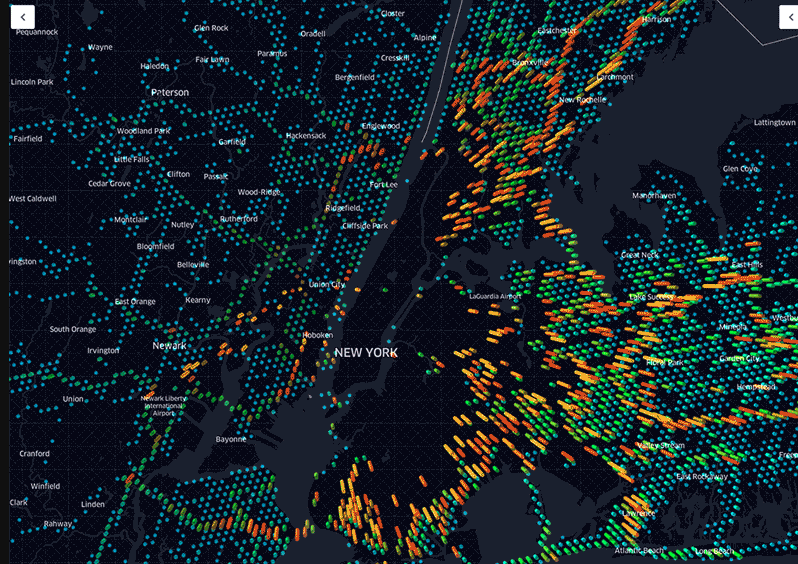 Closter
Harrison
Pequannock
Glen Rock
Oradell
Eastchester
Alpine
Wayne
Fair Lawn
Paramus
Cresskill
Haledon
Bronxville
Bergenfield
Larchmont
Lincoln Park
Paterson
New Rochelle
Lattingtown
Woodland Park
Englewood
Hackensack
Fairfield
Garfield
Little Falls
Glen Cove
Clifton
Passaic
Cedar Grove
Fort Lee
Wood-Ridge
Manorhaven
West Caldwell
Ridgefield
Montclair
Nutley
Rutherford
Cliffside Park
Bloomfield
Great Neck
Belleville
East Hills
Union City
LaGuardia Airport
Lake Success
East Orange
Kearny
Mineola
South Orange
Hoboken
Newark
NEW YORK
Irvington
Garden City
Floral Park
Hempstead
Union
Newark Liberty
International
Airport
Bayonne
Valley Stream
Cranford
East Rockaway
Winfield
Clark
Linden
Lawrence
Rahway
Atlantic Beach
Long Beach